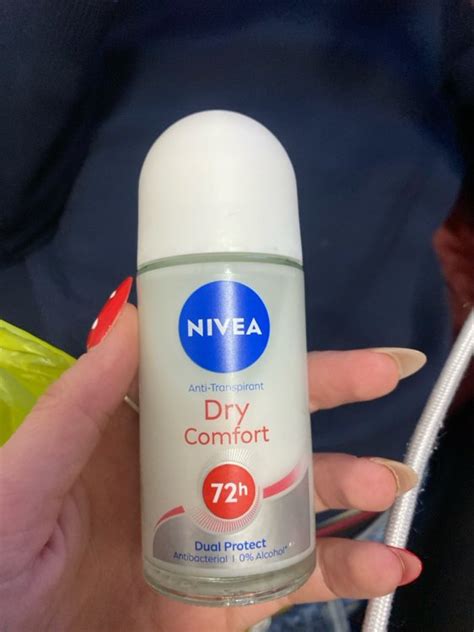 NIVEA
Anti-Transpirant
Dry
Comfort
72h
Dual Protect
Antibacterial | 0% Alcohol